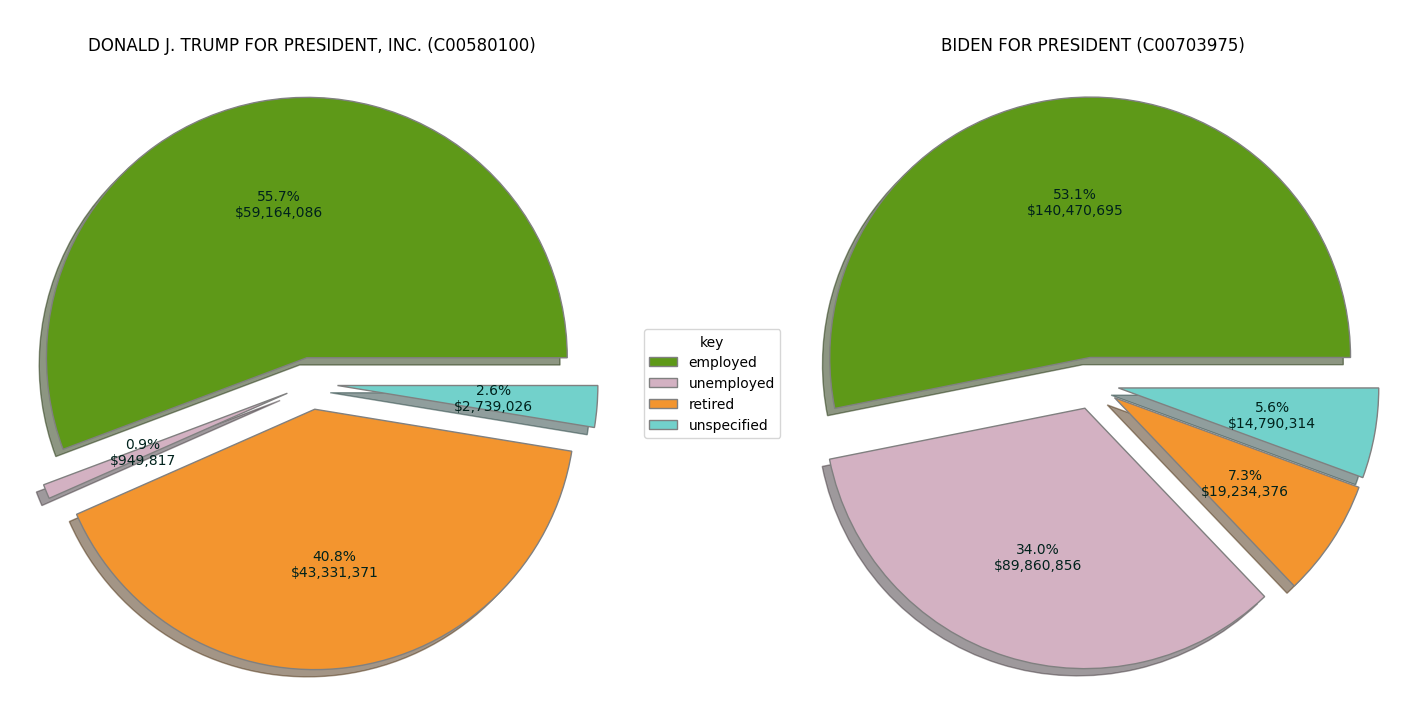 DONALD J. TRUMP FOR PRESIDENT, INC. (C00580100)
55.7%
$59,164,086
0.9%
$949,817
40.8%
$43,331,371
2.6%
$2,739,026
key
employed
unemployed
retired
unspecified
BIDEN FOR PRESIDENT (C00703975)
53.1%
$140,470,695
34.0%
$89,860,856
7.3%
$19,234,376
5.6%
$14,790,314